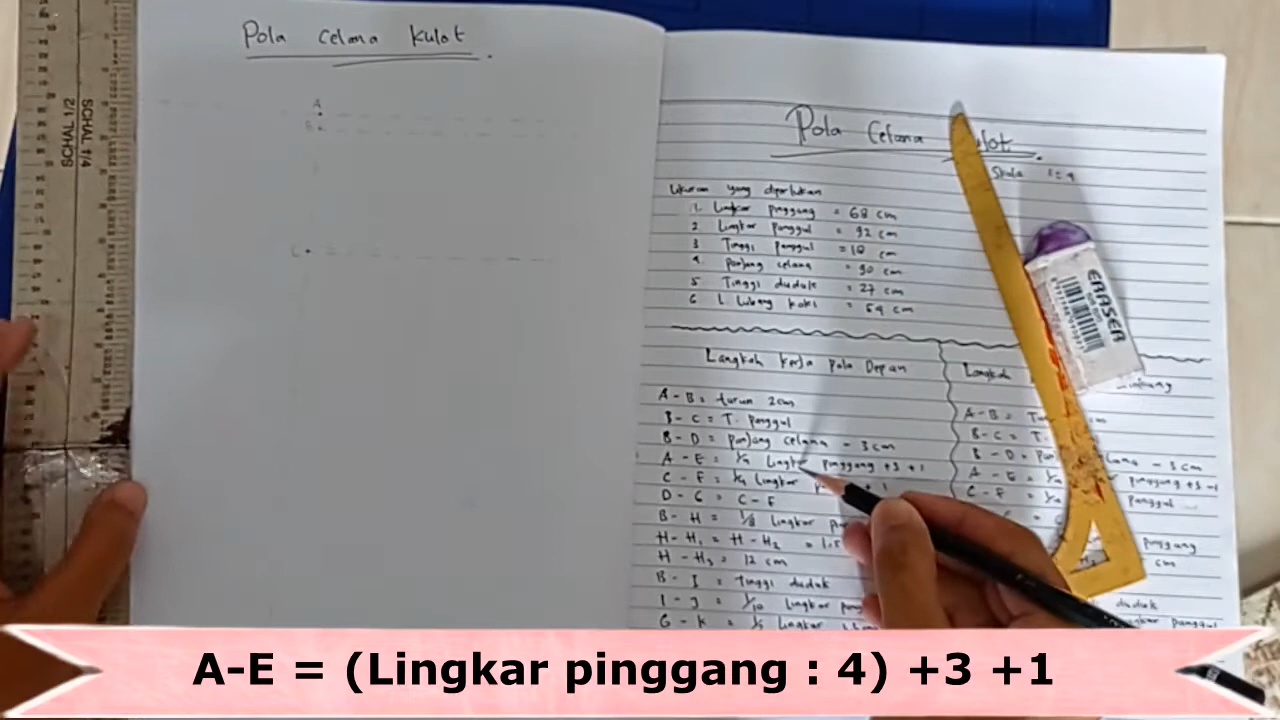 SCHAL 1/2
SCHAL 1/4
Pola celana Kulot
A
B
C
Pola Celana Kulot
Skala 1:4
Ukuran yang diperlukan
1. Lingkar pinggang = 68 cm
2 Lingkar panggul = 92 cm
3 Tinggi panggul = 18 cm
4 panjang celana = 90 cm
5 Tinggi duduk = 27 cm
6 L. Lubang kaki = 54 cm
ERASER
Langkah kerja pola Depan
A-B = turun 2cm
B-C = T. panggul
B-D = panjang celana - 3cm
A-E = 1/4 Lingkar pinggang +3 +1
C-F = 1/4 Lingkar + 1
D-G = C-F
B-H = 1/8 Lingkar
H-H1 = H-H2 = 1.5
H-H3 = 12 cm
B-I = Tinggi duduk
I-J = 1/10 Lingkar
G-K = 1/2 Lingkar
Langkah
A-B = cm
B-C = T.
B-D = - 3 cm
A-E = 1/4 pinggang +3 -1
C-F = 1/4 panggul
pinggang
cm
duduk
panggul
A-E = (Lingkar pinggang : 4) +3 +1